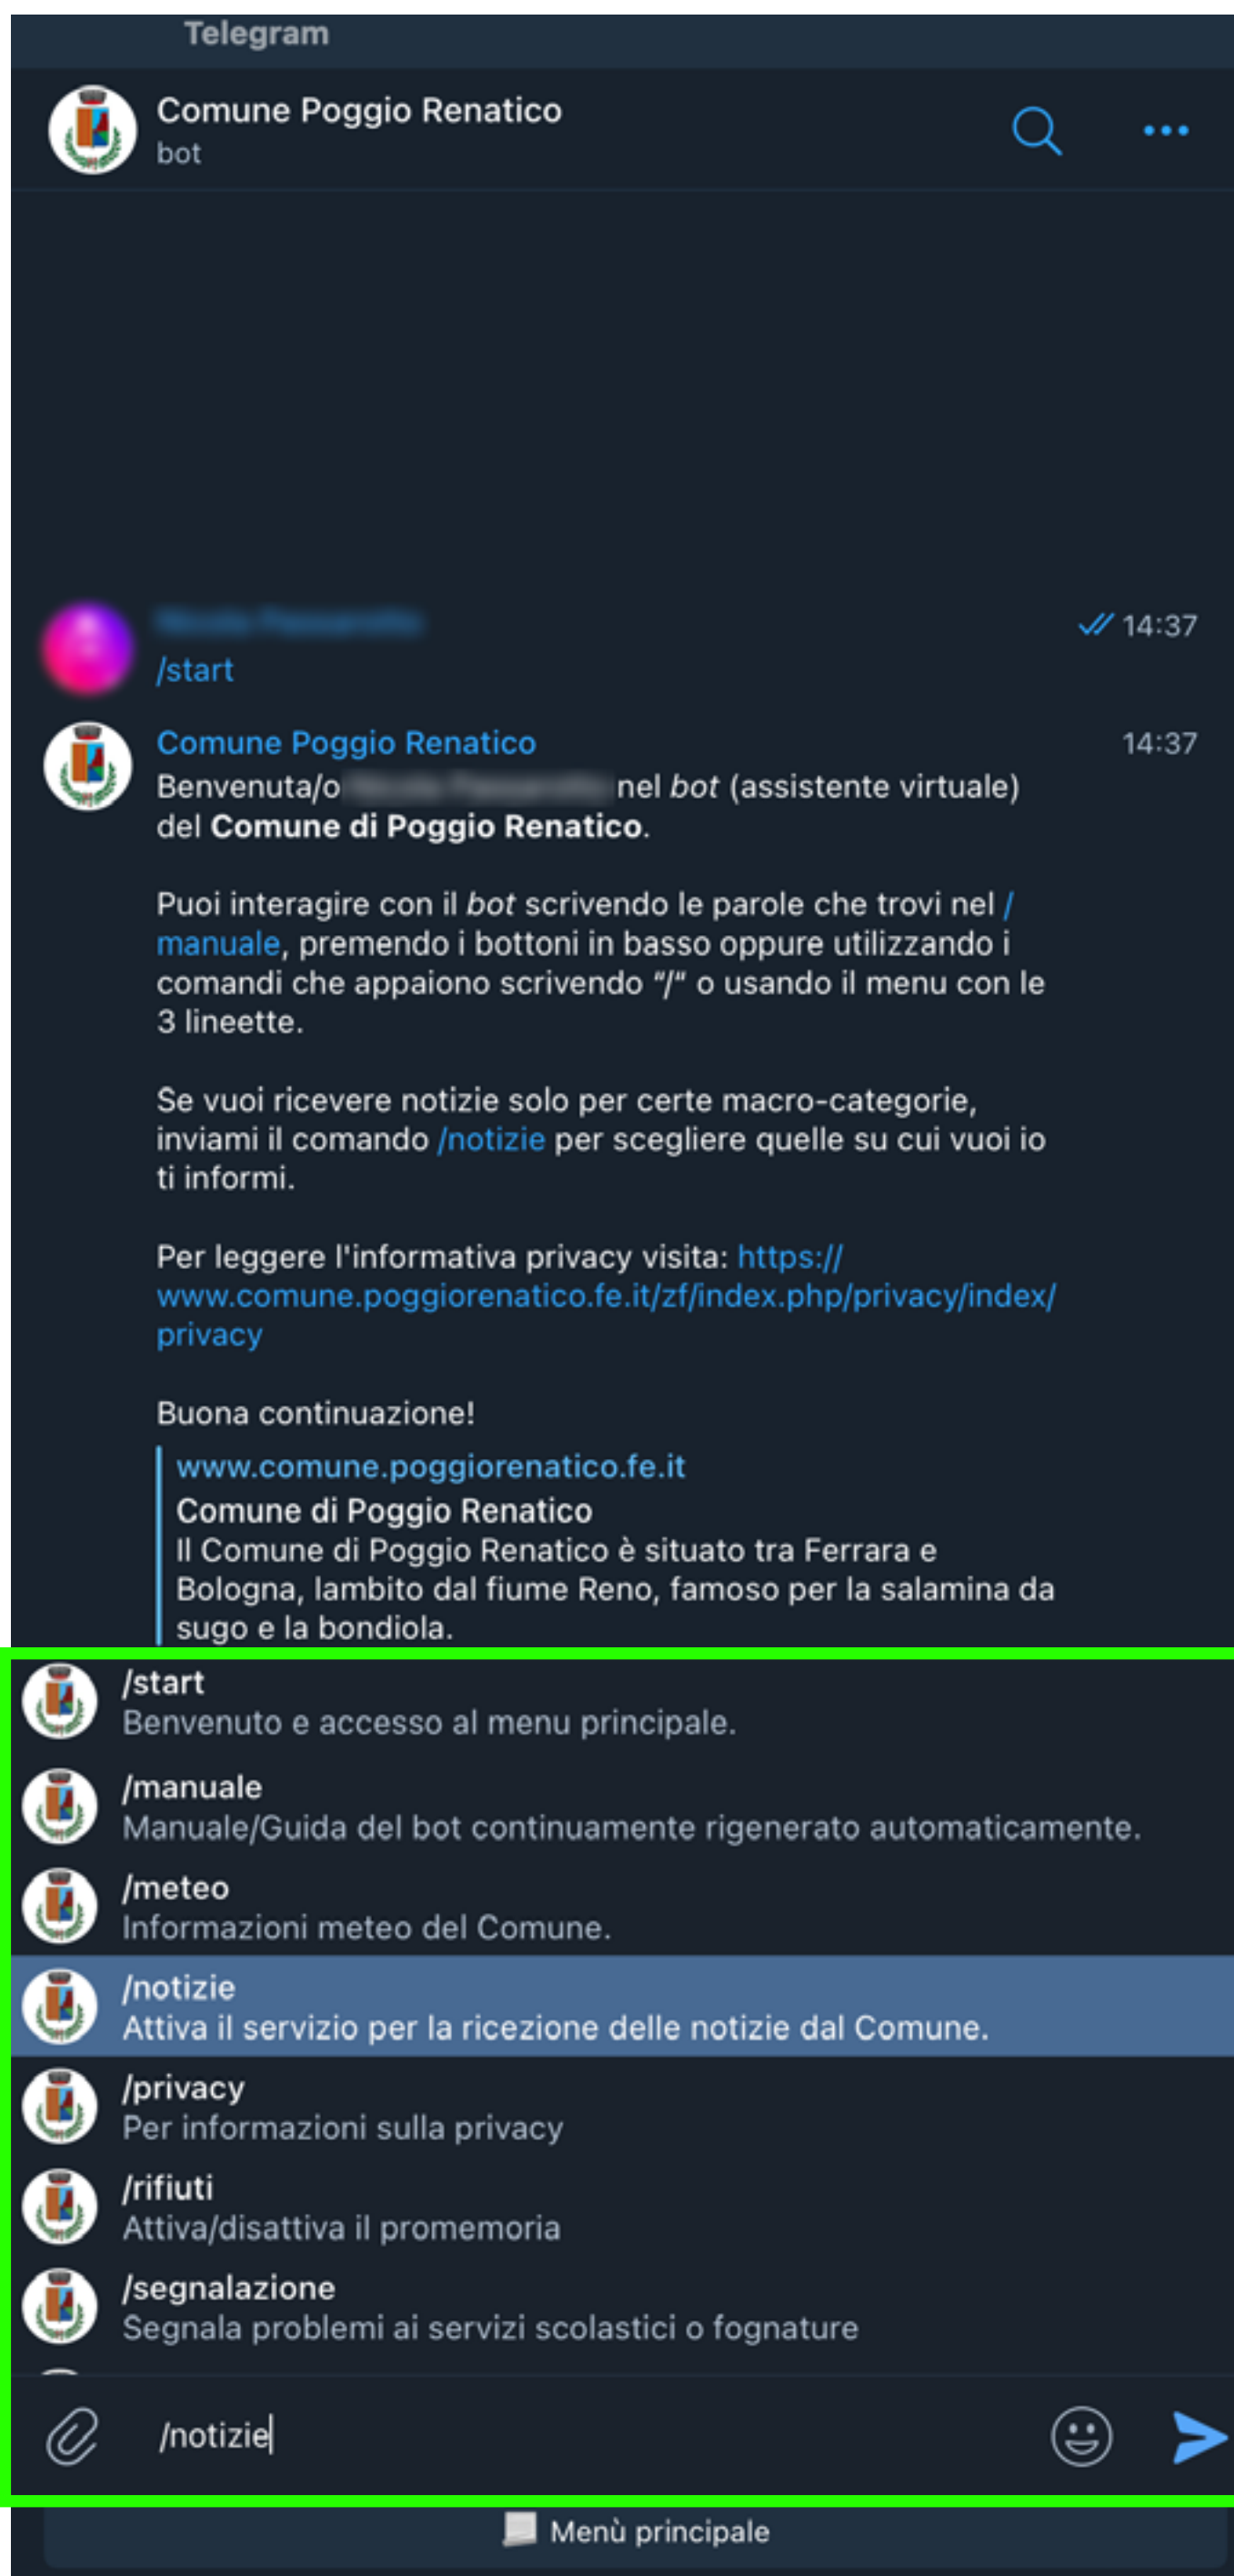 Telegram
Comune Poggio Renatico
bot
14:37
/start
Comune Poggio Renatico
14:37
Benvenuta/o nel bot (assistente virtuale)
del Comune di Poggio Renatico.
Puoi interagire con il bot scrivendo le parole che trovi nel /
manuale, premendo i bottoni in basso oppure utilizzando i
comandi che appaiono scrivendo "/" o usando il menu con le
3 lineette.
Se vuoi ricevere notizie solo per certe macro-categorie,
inviami il comando /notizie per scegliere quelle su cui vuoi io
ti informi.
Per leggere l'informativa privacy visita: https://
www.comune.poggiorenatico.fe.it/zf/index.php/privacy/index/
privacy
Buona continuazione!
www.comune.poggiorenatico.fe.it
Comune di Poggio Renatico
Il Comune di Poggio Renatico è situato tra Ferrara e
Bologna, lambito dal fiume Reno, famoso per la salamina da
sugo e la bondiola.
/start
Benvenuto e accesso al menu principale.
/manuale
Manuale/Guida del bot continuamente rigenerato automaticamente.
/meteo
Informazioni meteo del Comune.
/notizie
Attiva il servizio per la ricezione delle notizie dal Comune.
/privacy
Per informazioni sulla privacy
/rifiuti
Attiva/disattiva il promemoria
/segnalazione
Segnala problemi ai servizi scolastici o fognature
/notizie
Menù principale